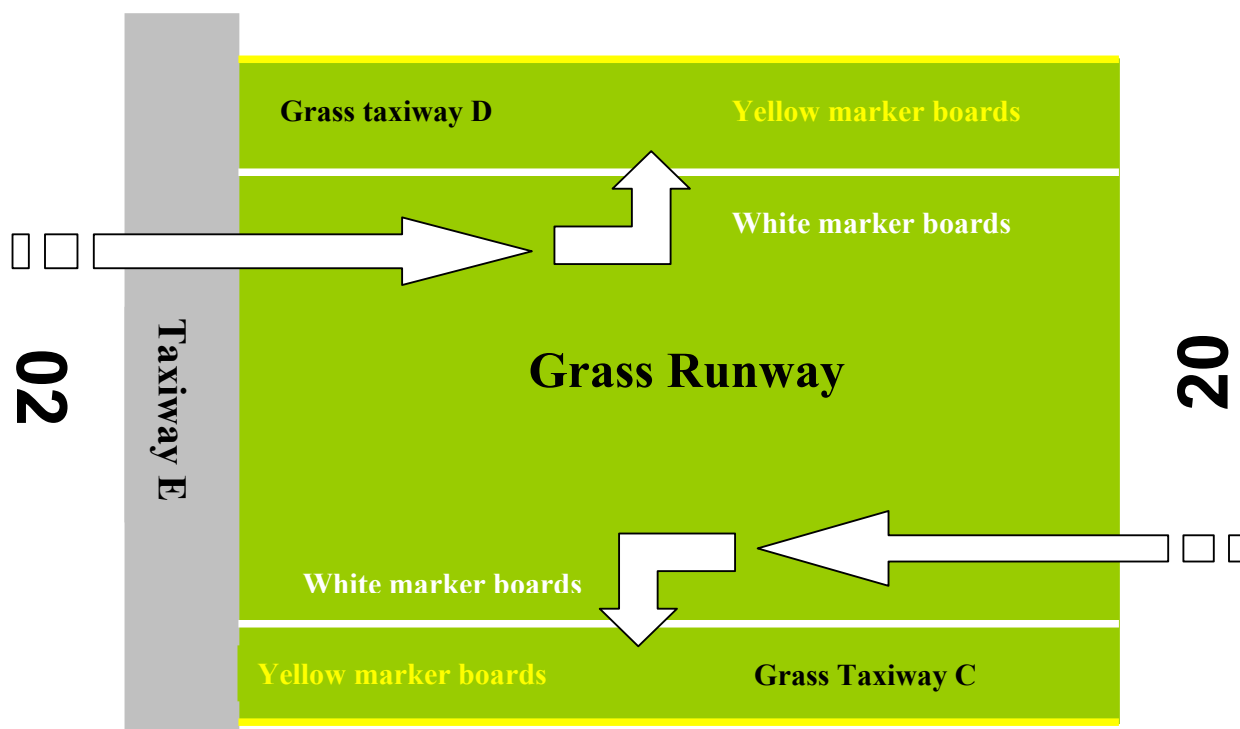 Grass taxiway D
Yellow marker boards
White marker boards
02
Taxiway E
Grass Runway
20
White marker boards
Yellow marker boards
Grass Taxiway C